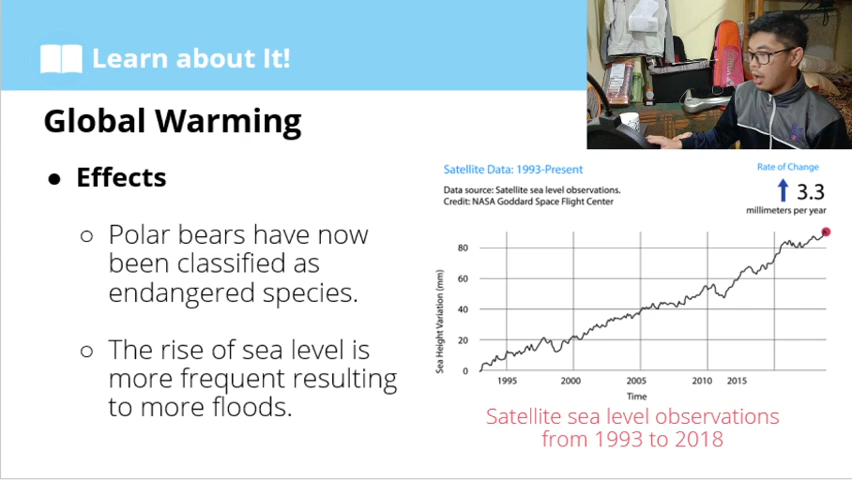 Learn about It!
Global Warming
● Effects
○ Polar bears have now
been classified as
endangered species.
○ The rise of sea level is
more frequent resulting
to more floods.
Satellite Data: 1993-Present
Data source: Satellite sea level observations.
Credit: NASA Goddard Space Flight Center
Rate of Change
3.3
millimeters per year
Sea Height Variation (mm)
80
60
40
20
0
1995 2000 2005 2010 2015
Time
Satellite sea level observations
from 1993 to 2018